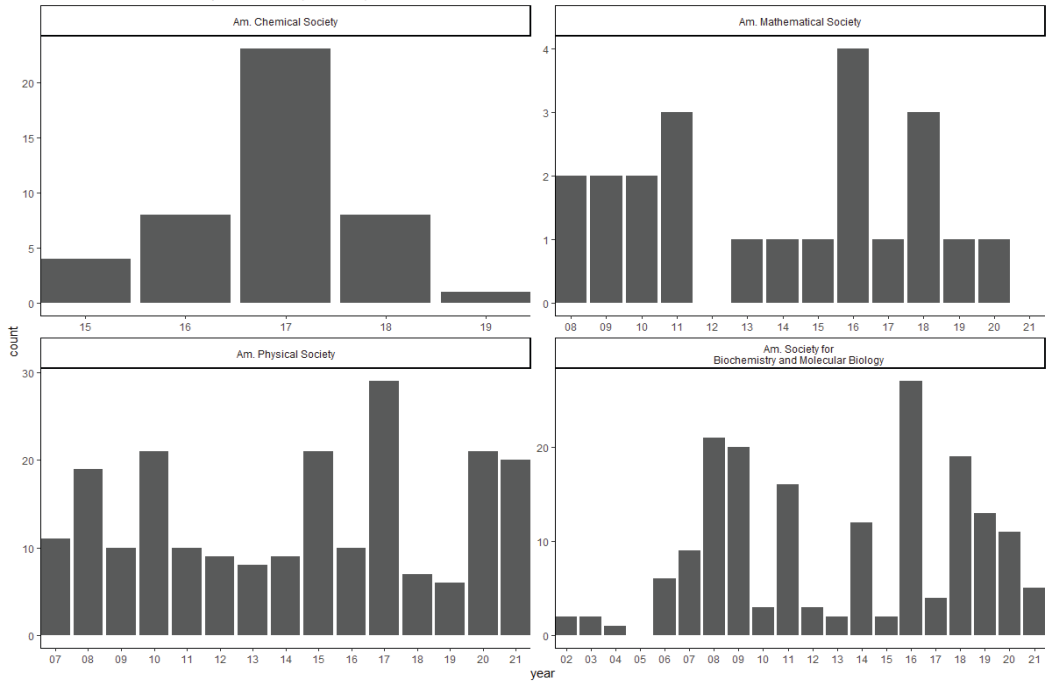 Am. Chemical Society
20
15
10
5
0
15 16 17 18 19
Am. Mathematical Society
4
3
2
1
0
08 09 10 11 12 13 14 15 16 17 18 19 20 21
count
Am. Physical Society
30
20
10
0
07 08 09 10 11 12 13 14 15 16 17 18 19 20 21
Am. Society for
Biochemistry and Molecular Biology
20
10
0
02 03 04 05 06 07 08 09 10 11 12 13 14 15 16 17 18 19 20 21
year